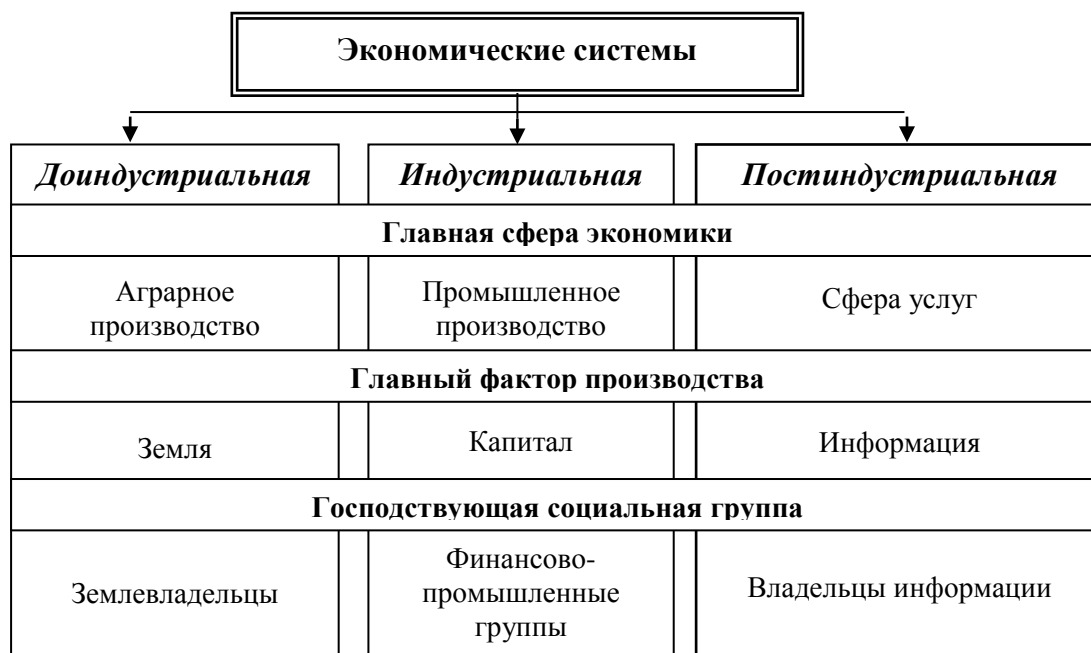 Экономические системы
Доиндустриальная
Индустриальная
Постиндустриальная
Главная сфера экономики
Аграрное
производство
Промышленное
производство
Сфера услуг
Главный фактор производства
Земля
Капитал
Информация
Господствующая социальная группа
Землевладельцы
Финансово-
промышленные
группы
Владельцы информации